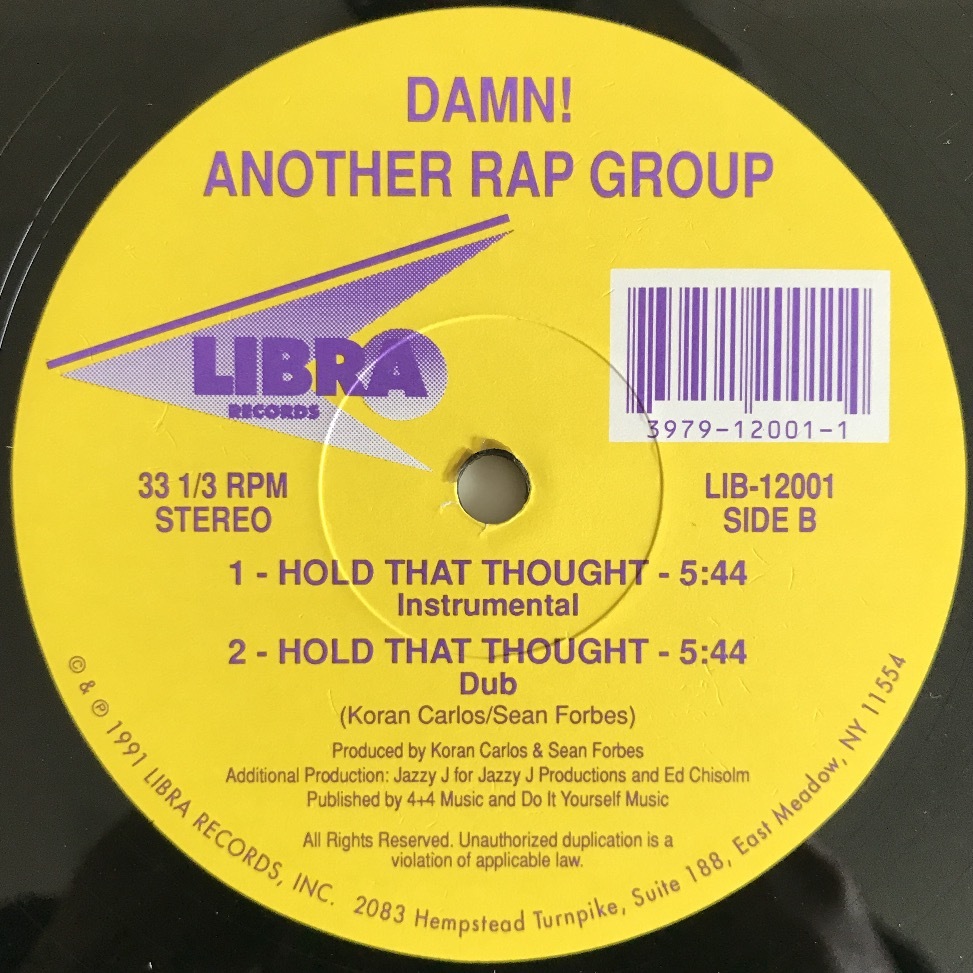 DAMN!
ANOTHER RAP GROUP
LIBRA
RECORDS
3979-12001-1
33 1/3 RPM
STEREO
LIB-12001
SIDE B
1 - HOLD THAT THOUGHT - 5:44
Instrumental
2 - HOLD THAT THOUGHT - 5:44
Dub
(Koran Carlos/Sean Forbes)
Produced by Koran Carlos & Sean Forbes
Additional Production: Jazzy J for Jazzy J Productions and Ed Chisolm
Published by 4+4 Music and Do It Yourself Music
All Rights Reserved. Unauthorized duplication is a
violation of applicable law.
© & ℗ 1991 LIBRA RECORDS, INC. 2083 Hempstead Turnpike, Suite 188, East Meadow, NY 11554